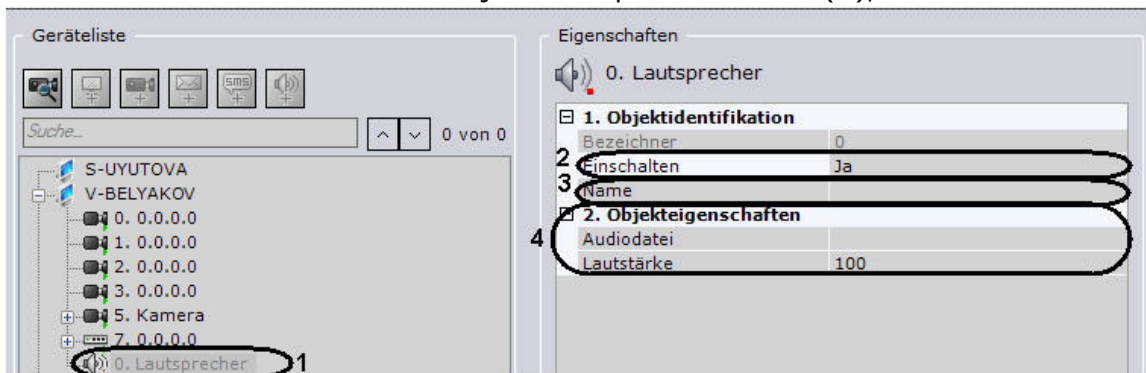 Geräteliste
sms
Suche...
0 von 0
S-UYUTOVA
V-BELYAKOV
0. 0.0.0.0
1. 0.0.0.0
2. 0.0.0.0
3. 0.0.0.0
5. Kamera
7. 0.0.0.0
0. Lautsprecher
1
Eigenschaften
0. Lautsprecher
1. Objektidentifikation
Bezeichner 0
2 Einschalten Ja
3 Name
2. Objekteigenschaften
4 Audiodatei
Lautstärke 100